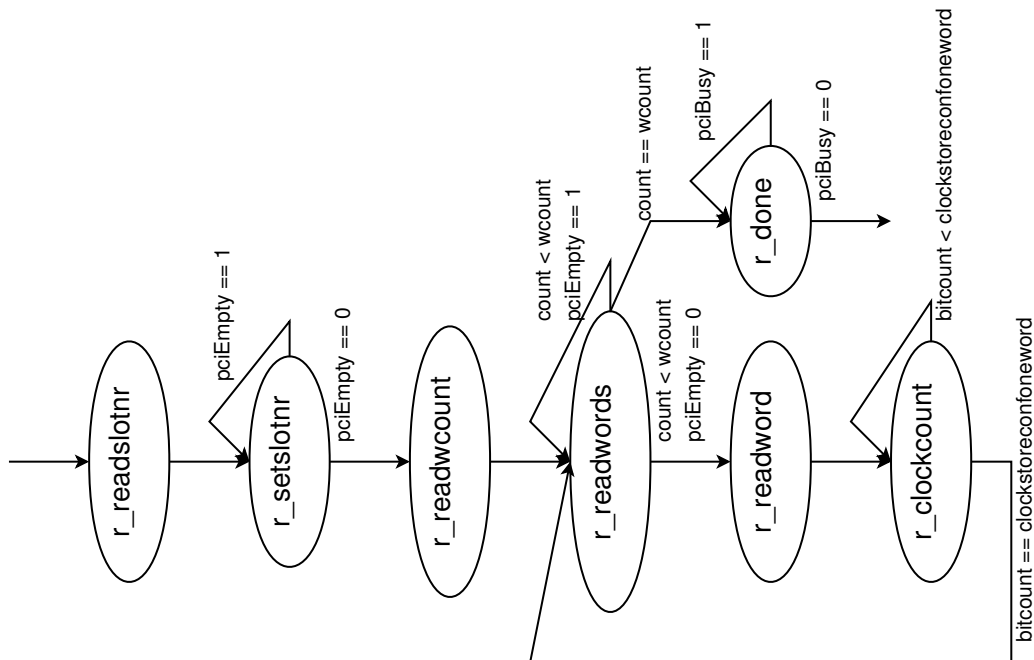 r_readslotnr
pciEmpty == 1
r_setslotnr
pciEmpty == 0
r_readwcount
count < wcount
pciEmpty == 1
r_readwords
count == wcount
count < wcount
pciEmpty == 0
pciBusy == 1
r_done
pciBusy == 0
r_readword
r_clockcount
bitcount < clockstoreconfoneword
bitcount == clockstoreconfoneword